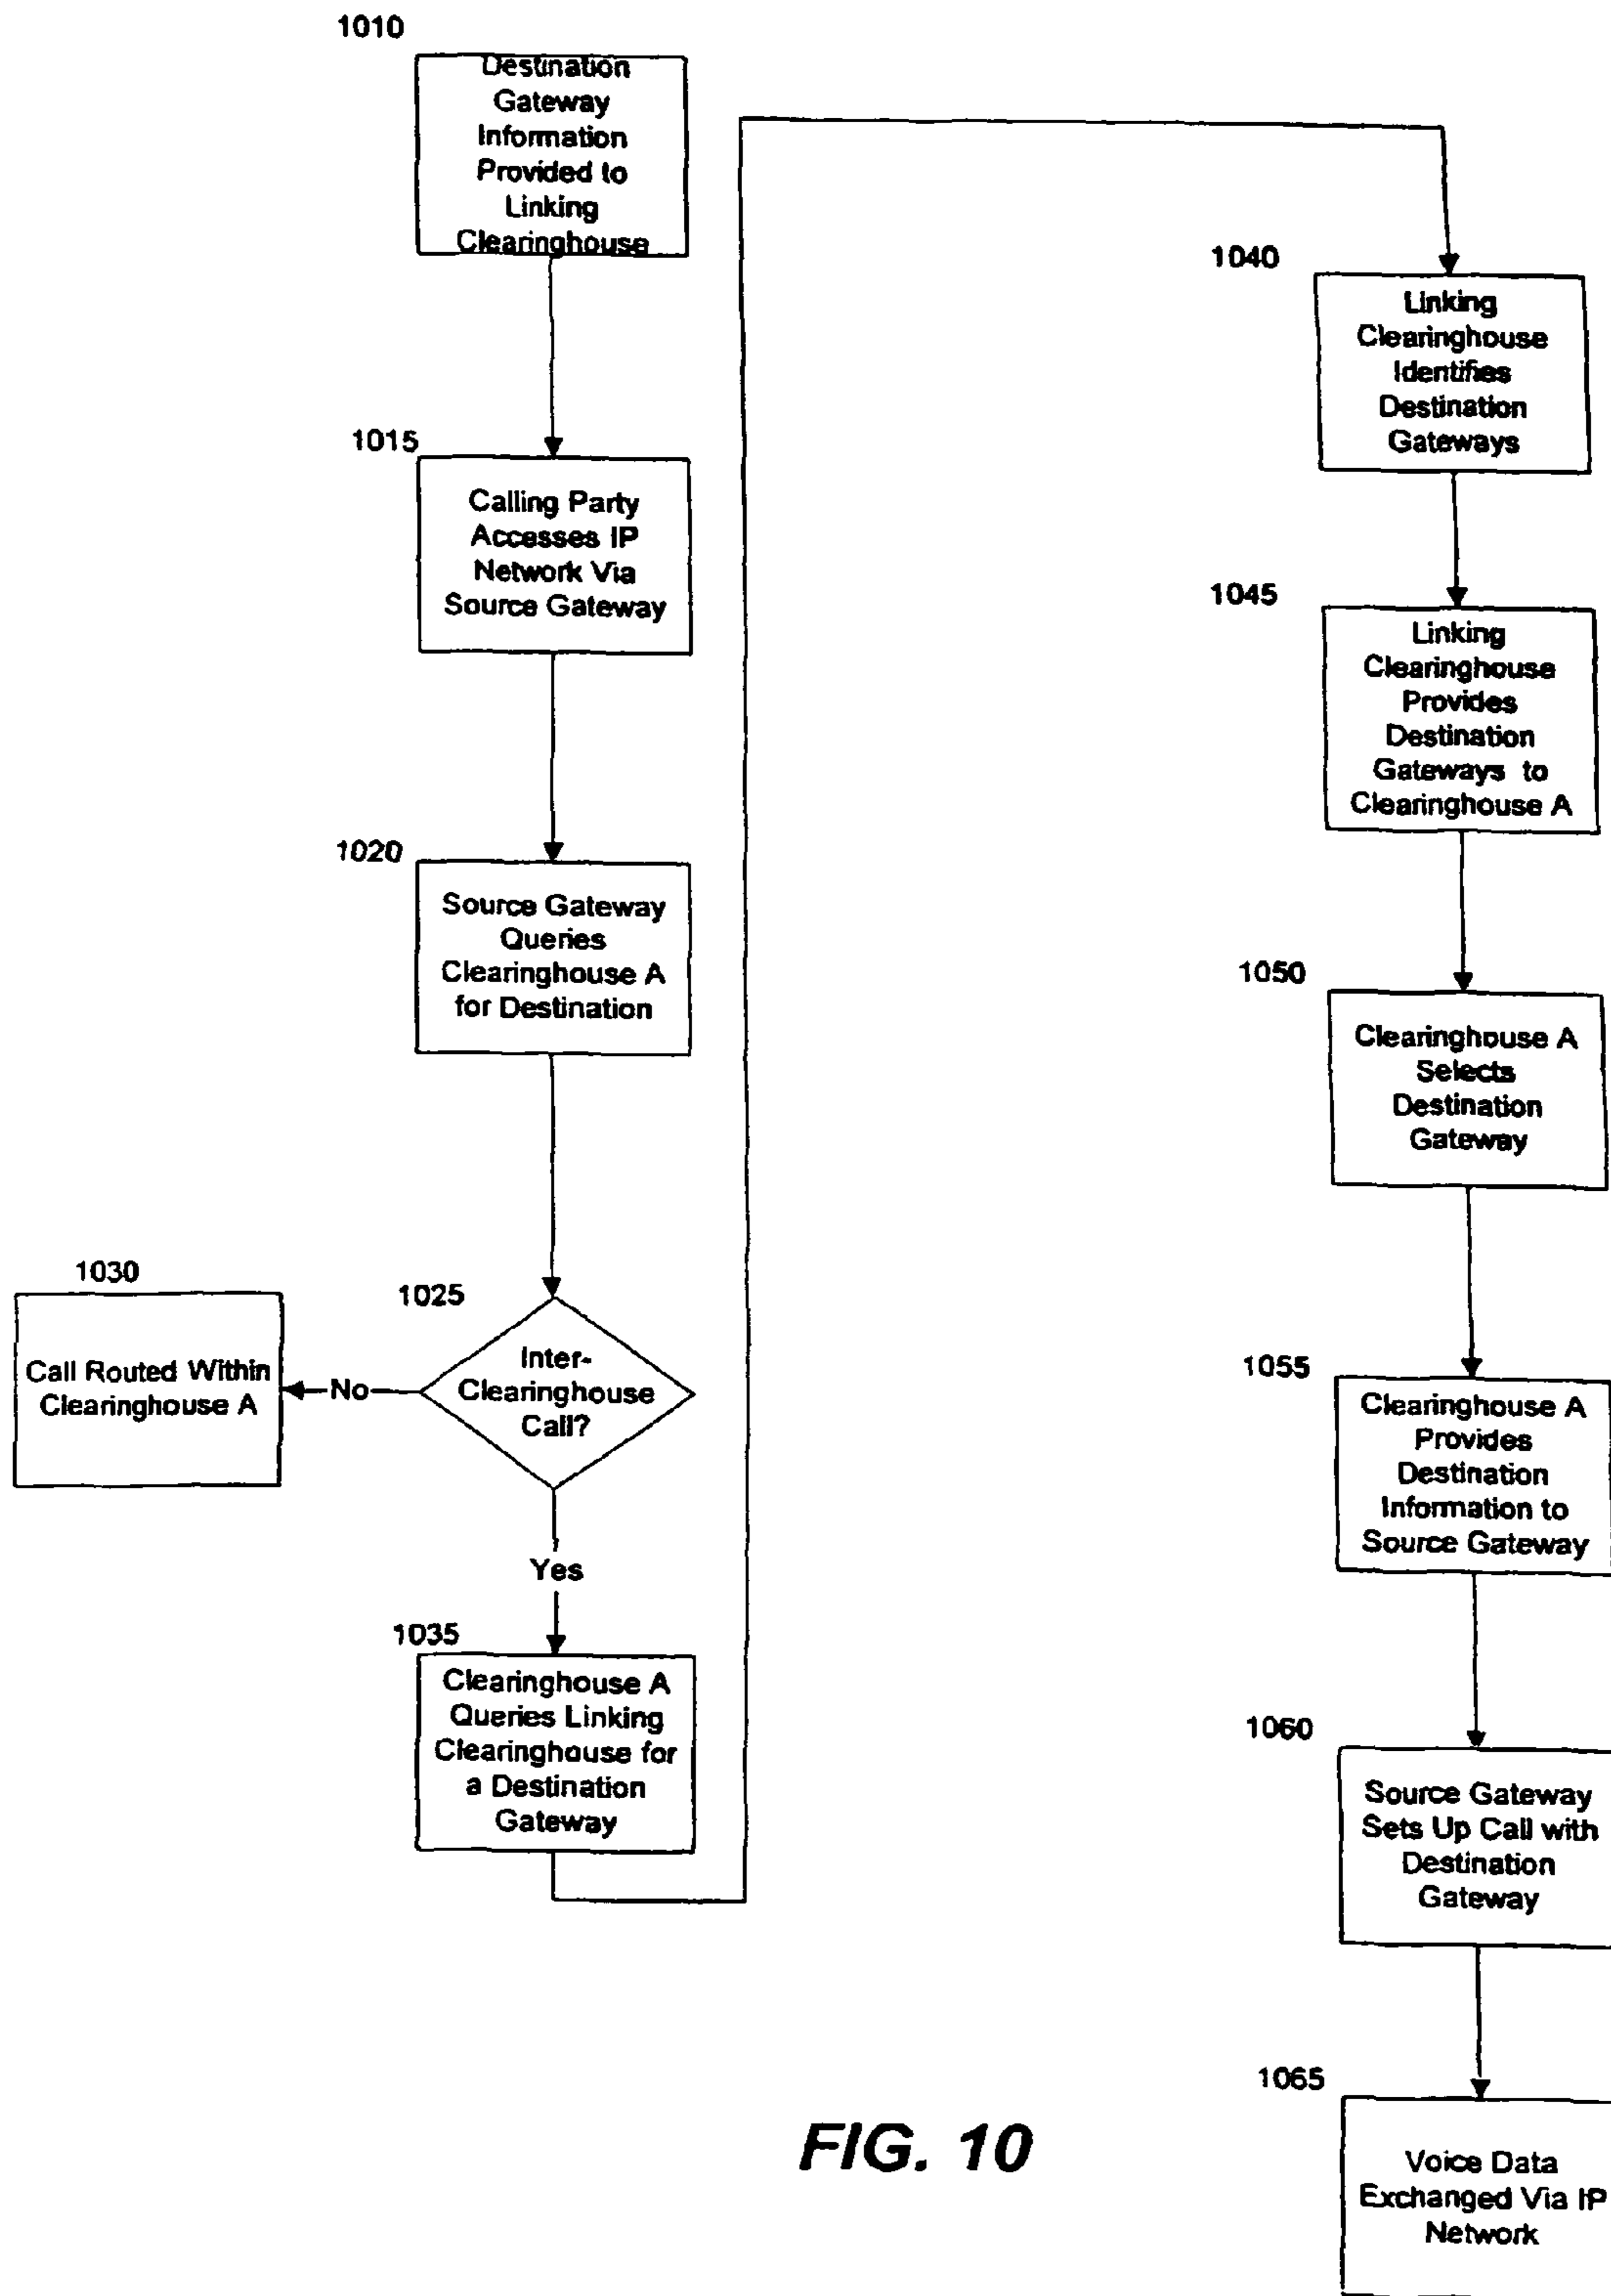 1010
Destination
Gateway
Information
Provided to
Linking
Clearinghouse
1015
Calling Party
Accesses IP
Network Via
Source Gateway
1020
Source Gateway
Queries
Clearinghouse A
for Destination
1025
Inter-
Clearinghouse
Call?
No
1030
Call Routed Within
Clearinghouse A
Yes
1035
Clearinghouse A
Queries Linking
Clearinghouse for
a Destination
Gateway
1040
Linking
Clearinghouse
Identifies
Destination
Gateways
1045
Linking
Clearinghouse
Provides
Destination
Gateways to
Clearinghouse A
1050
Clearinghouse A
Selects
Destination
Gateway
1055
Clearinghouse A
Provides
Destination
Information to
Source Gateway
1060
Source Gateway
Sets Up Call with
Destination
Gateway
1065
Voice Data
Exchanged Via IP
Network
FIG. 10